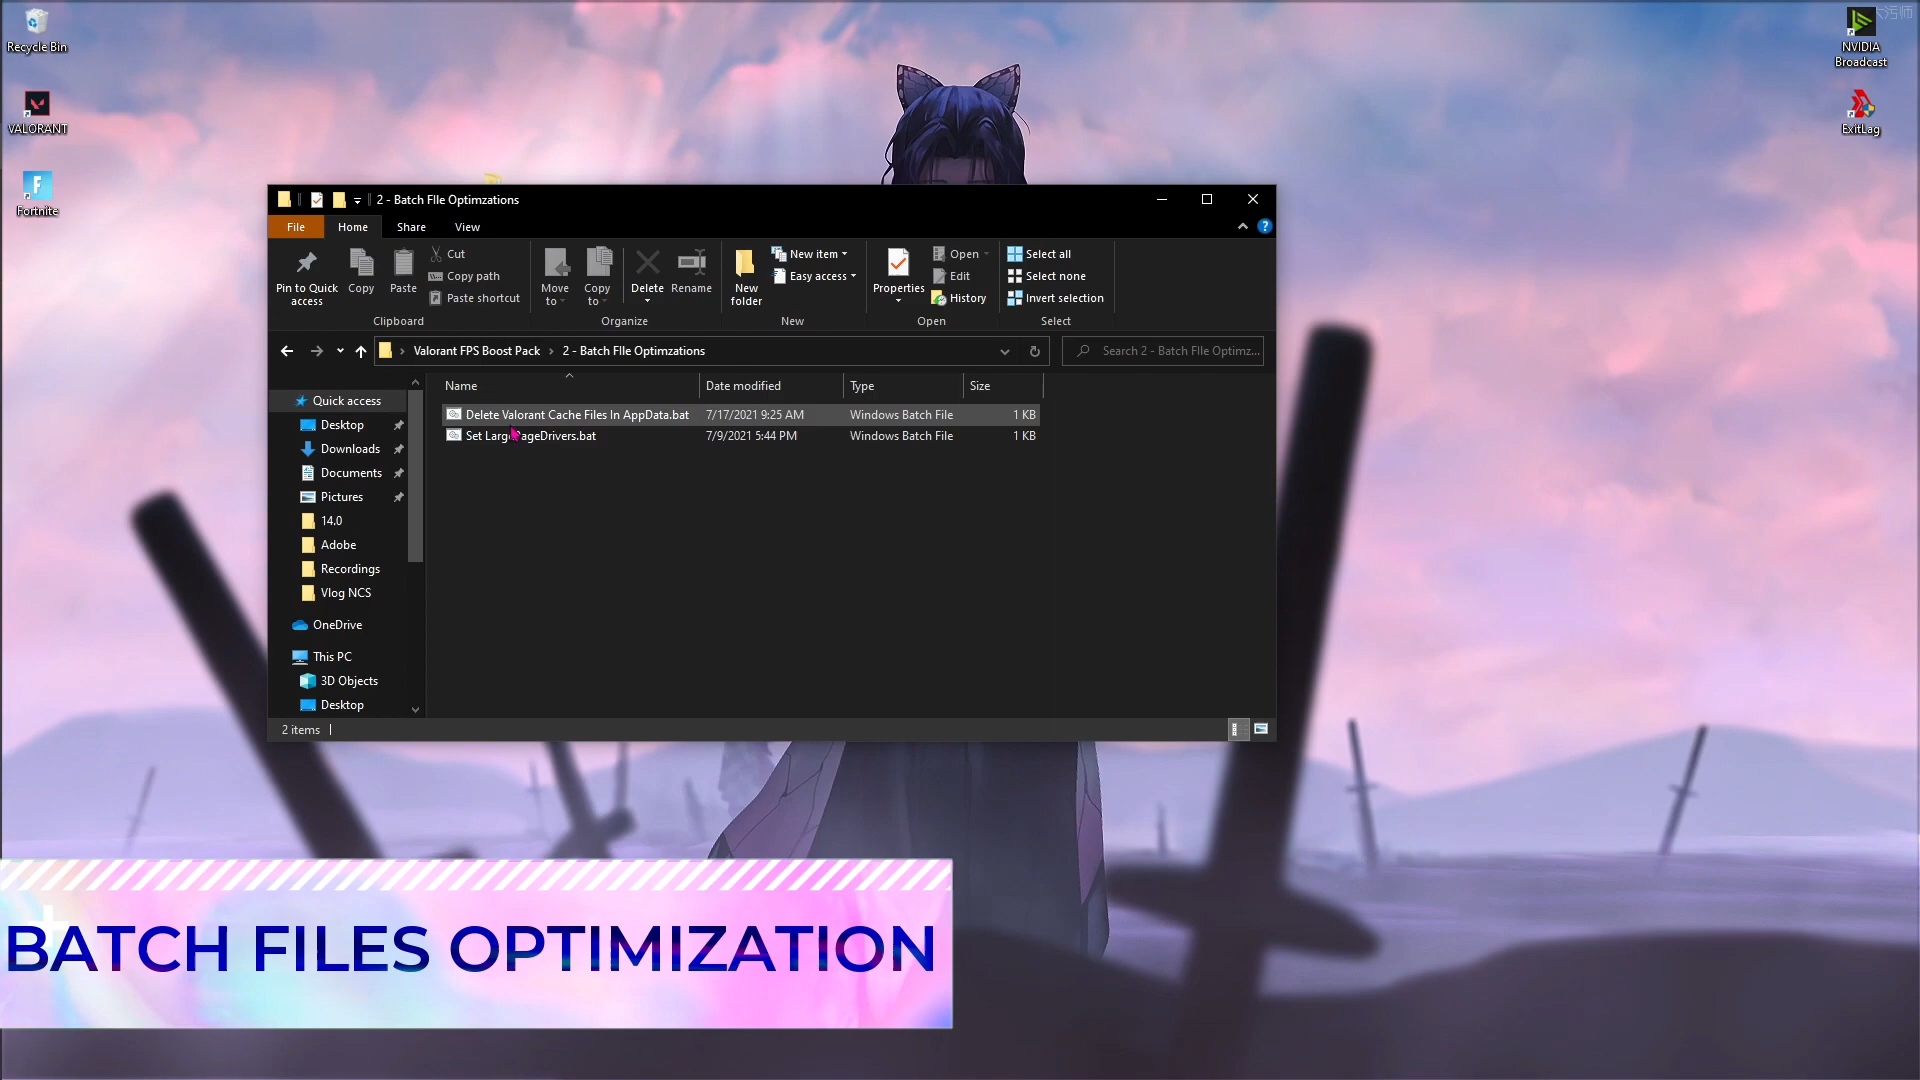 Recycle Bin
VALORANT
Fortnite
NVIDIA
Broadcast
ExitLag
2 - Batch FIle Optimzations
File
Home
Share
View
Pin to Quick
access
Copy
Paste
Cut
Copy path
Paste shortcut
Clipboard
Move
to
Copy
to
Delete
Rename
Organize
New
folder
New item
Easy access
New
Properties
Open
Edit
History
Open
Select all
Select none
Invert selection
Select
Valorant FPS Boost Pack
2 - Batch FIle Optimzations
Search 2 - Batch FIle Optimz...
Name
Date modified
Type
Size
Delete Valorant Cache Files In AppData.bat
7/17/2021 9:25 AM
Windows Batch File
1 KB
Set LargePageDrivers.bat
7/9/2021 5:44 PM
Windows Batch File
1 KB
Quick access
Desktop
Downloads
Documents
Pictures
14.0
Adobe
Recordings
Vlog NCS
OneDrive
This PC
3D Objects
Desktop
2 items
BATCH FILES OPTIMIZATION